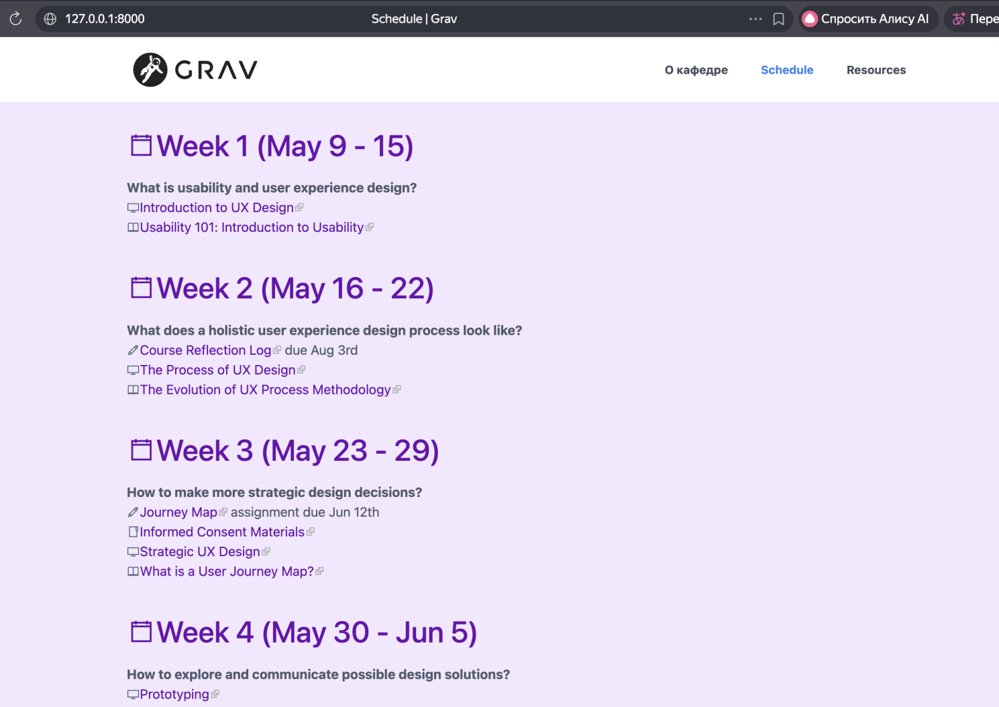 127.0.0.1:8000
Schedule | Grav
Спросить Алису AI
Пере
GRAV
О кафедре
Schedule
Resources
Week 1 (May 9 - 15)
What is usability and user experience design?
Introduction to UX Design
Usability 101: Introduction to Usability
Week 2 (May 16 - 22)
What does a holistic user experience design process look like?
Course Reflection Log due Aug 3rd
The Process of UX Design
The Evolution of UX Process Methodology
Week 3 (May 23 - 29)
How to make more strategic design decisions?
Journey Map assignment due Jun 12th
Informed Consent Materials
Strategic UX Design
What is a User Journey Map?
Week 4 (May 30 - Jun 5)
How to explore and communicate possible design solutions?
Prototyping